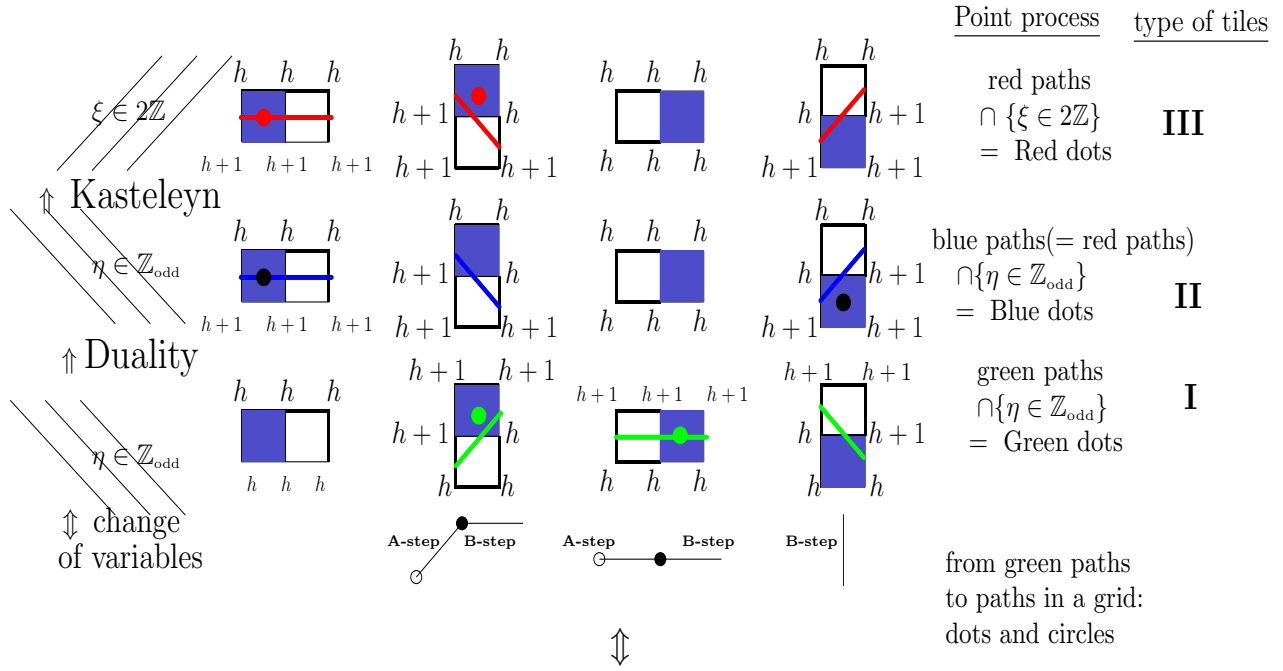 Point process type of tiles
h h h h h h h h h h
ξ ∈ 2ℤ h + 1 h h h h + 1 red paths
∩ {ξ ∈ 2ℤ} III
h + 1 h + 1 h + 1 h + 1 h + 1 h h h h + 1 h + 1 = Red dots
⇑ Kasteleyn
h h h h h h h h h h
η ∈ ℤodd h + 1 h h h h + 1 blue paths(= red paths)
∩{η ∈ ℤodd} II
h + 1 h + 1 h + 1 h + 1 h + 1 h h h h + 1 h + 1 = Blue dots
⇑ Duality
h h h h + 1 h + 1 h + 1 h + 1 h + 1 h + 1 h + 1 green paths
∩{η ∈ ℤodd} I
η ∈ ℤodd h + 1 h h h + 1 = Green dots
h h h h h h h h h h
⇕ change
of variables
A-step B-step A-step B-step B-step
from green paths
to paths in a grid:
dots and circles
⇕